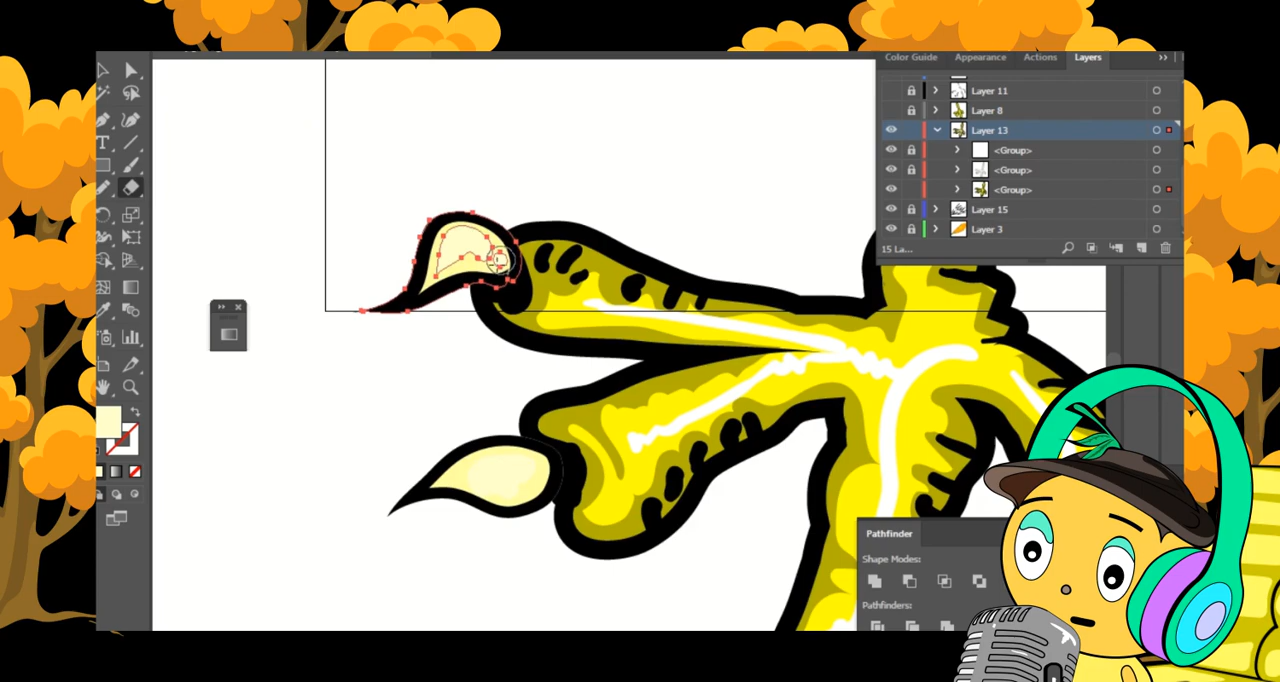 Color Guide Appearance Actions Layers
Layer 11
Layer 8
Layer 13
<Group>
<Group>
<Group>
Layer 15
Layer 3
15 La...
Pathfinder
Shape Modes:
Pathfinders: